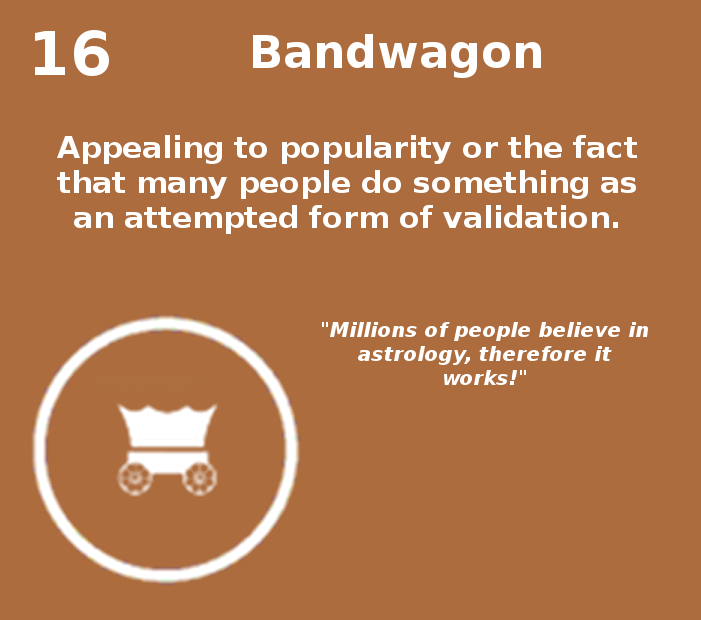 16 Bandwagon
Appealing to popularity or the fact
that many people do something as
an attempted form of validation.
"Millions of people believe in
astrology, therefore it
works!"